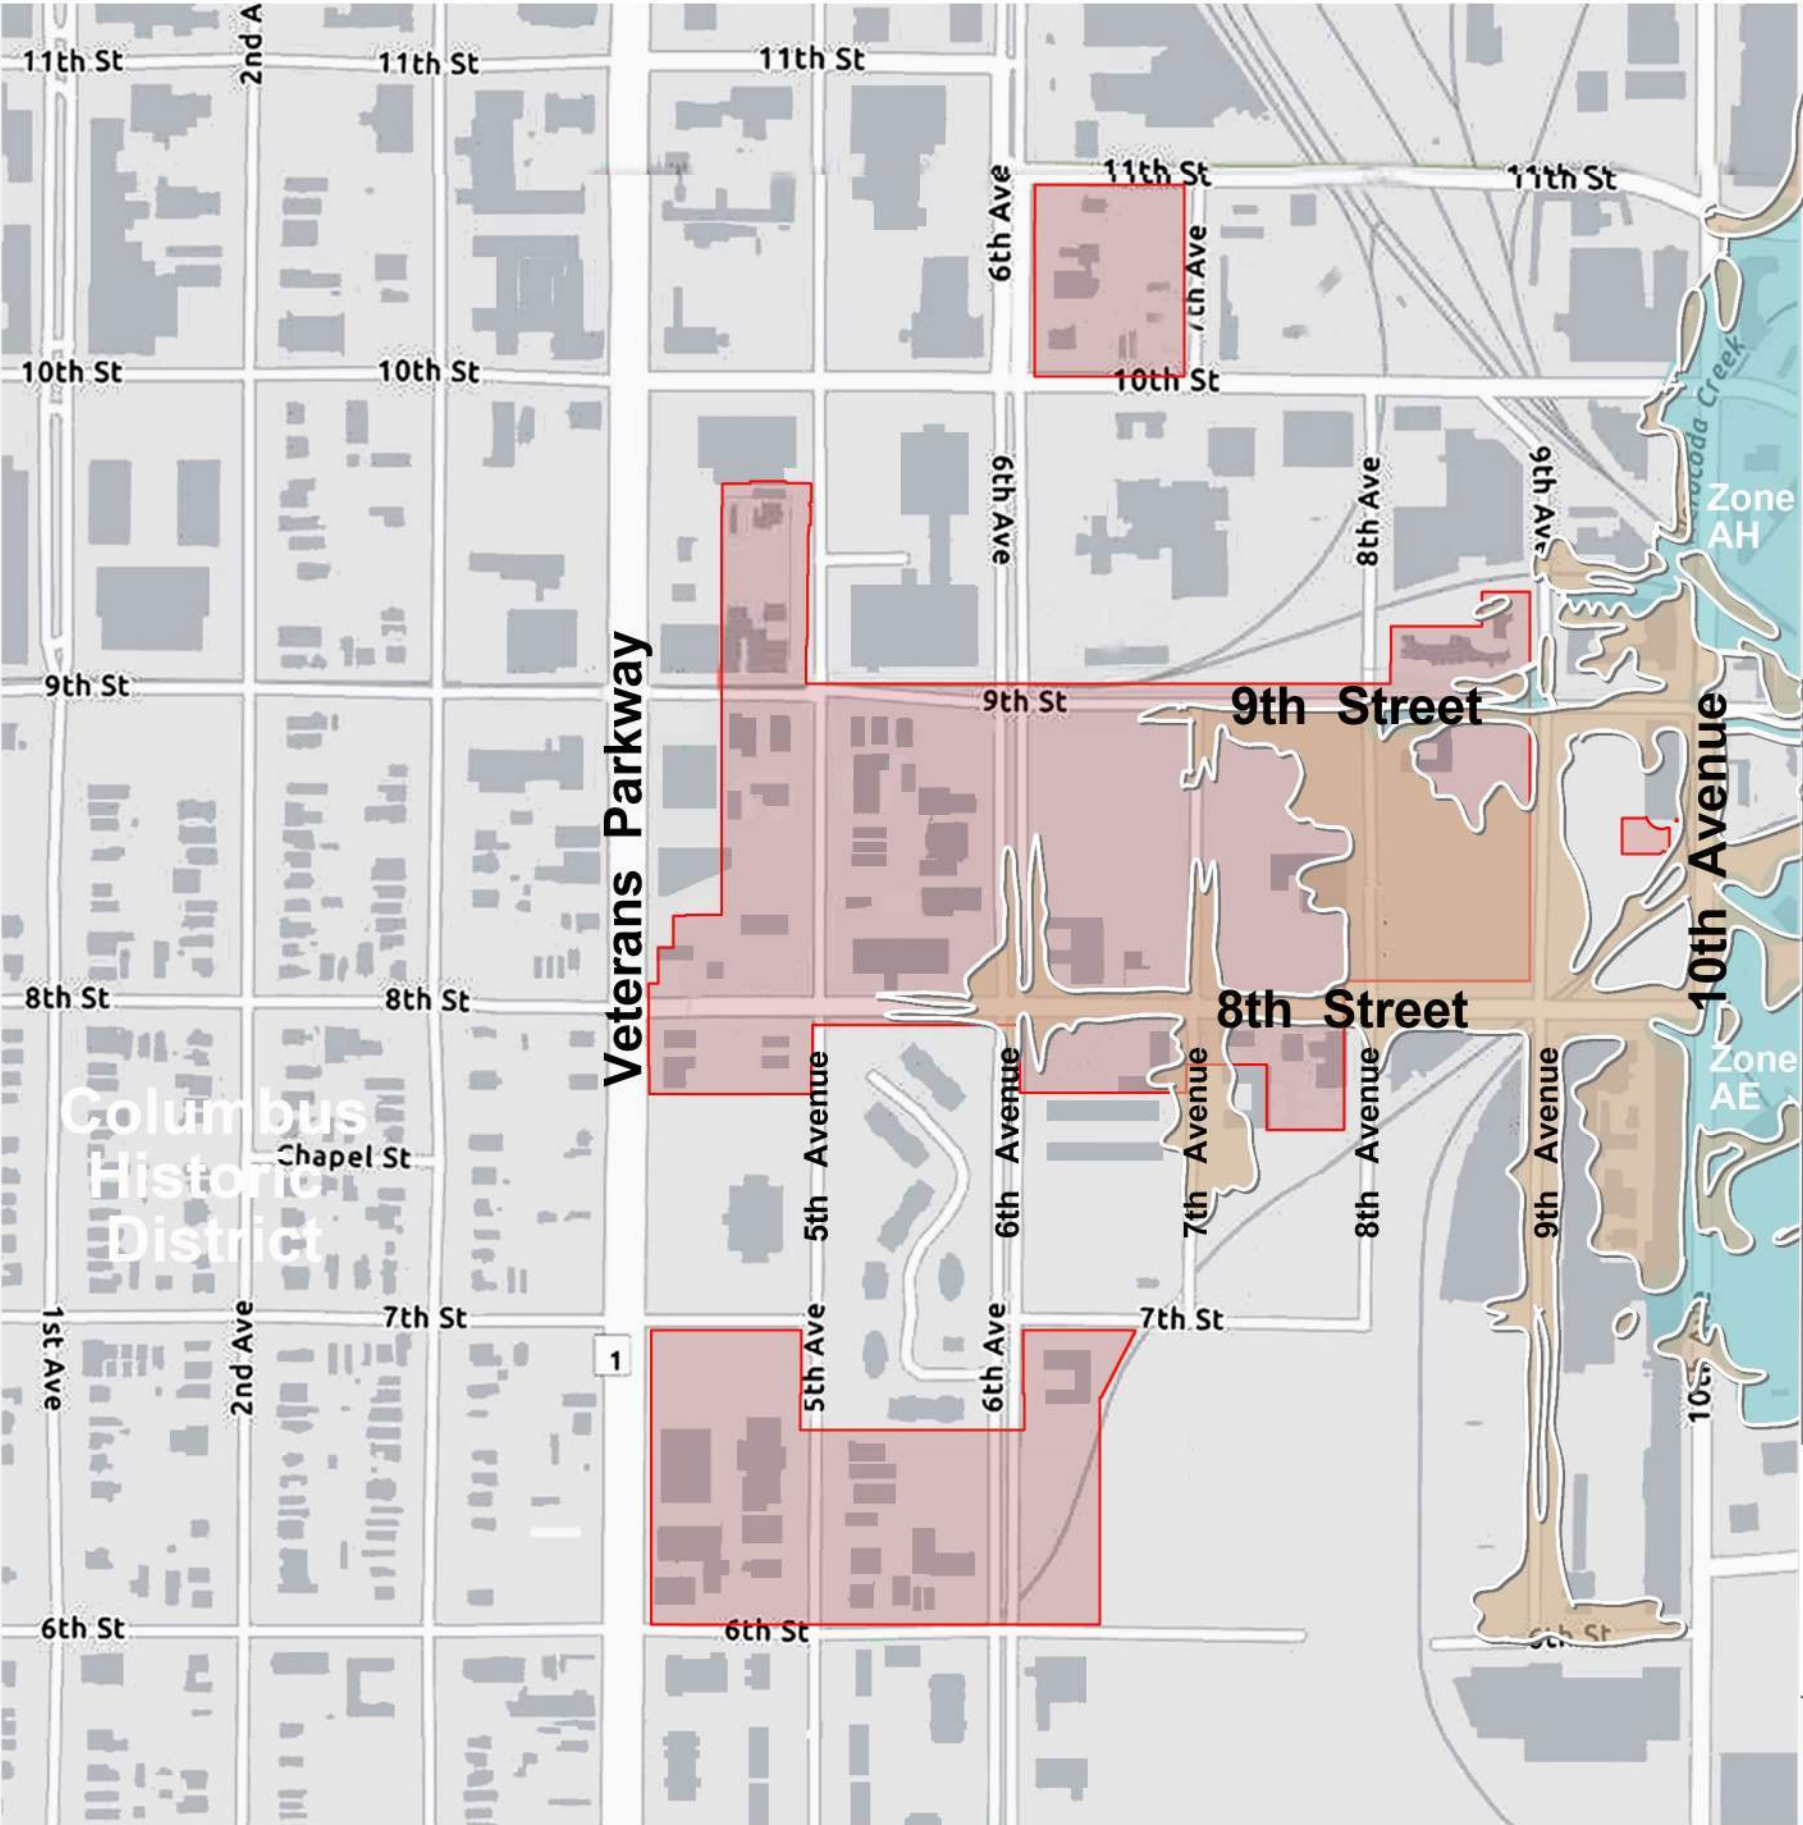 2nd A
11th St
11th St
11th St
11th St
11th St
6th Ave
7th Ave
10th St
10th St
10th St
Creek
6th Ave
8th Ave
9th Ave
Zone
AH
9th St
9th St
9th Street
Veterans Parkway
10th Avenue
8th St
8th St
8th Street
5th Avenue
6th Avenue
7th Avenue
8th Avenue
9th Avenue
Zone
AE
Columbus
Historic
District
Chapel St
1st Ave
2nd Ave
7th St
1
5th Ave
6th Ave
7th St
10th
6th St
6th St
6th St